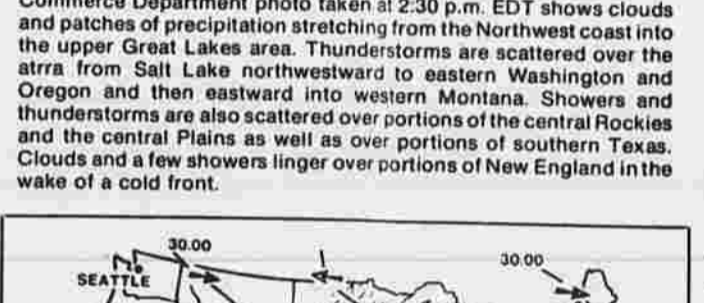 Commerce Department photo taken at 2:30 p.m. EDT shows clouds
and patches of precipitation stretching from the Northwest coast into
the upper Great Lakes area. Thunderstorms are scattered over the
atrra from Salt Lake northwestward to eastern Washington and
Oregon and then eastward into western Montana. Showers and
thunderstorms are also scattered over portions of the central Rockies
and the central Plains as well as over portions of southern Texas.
Clouds and a few showers linger over portions of New England in the
wake of a cold front.
30.00
30.00
SEATTLE